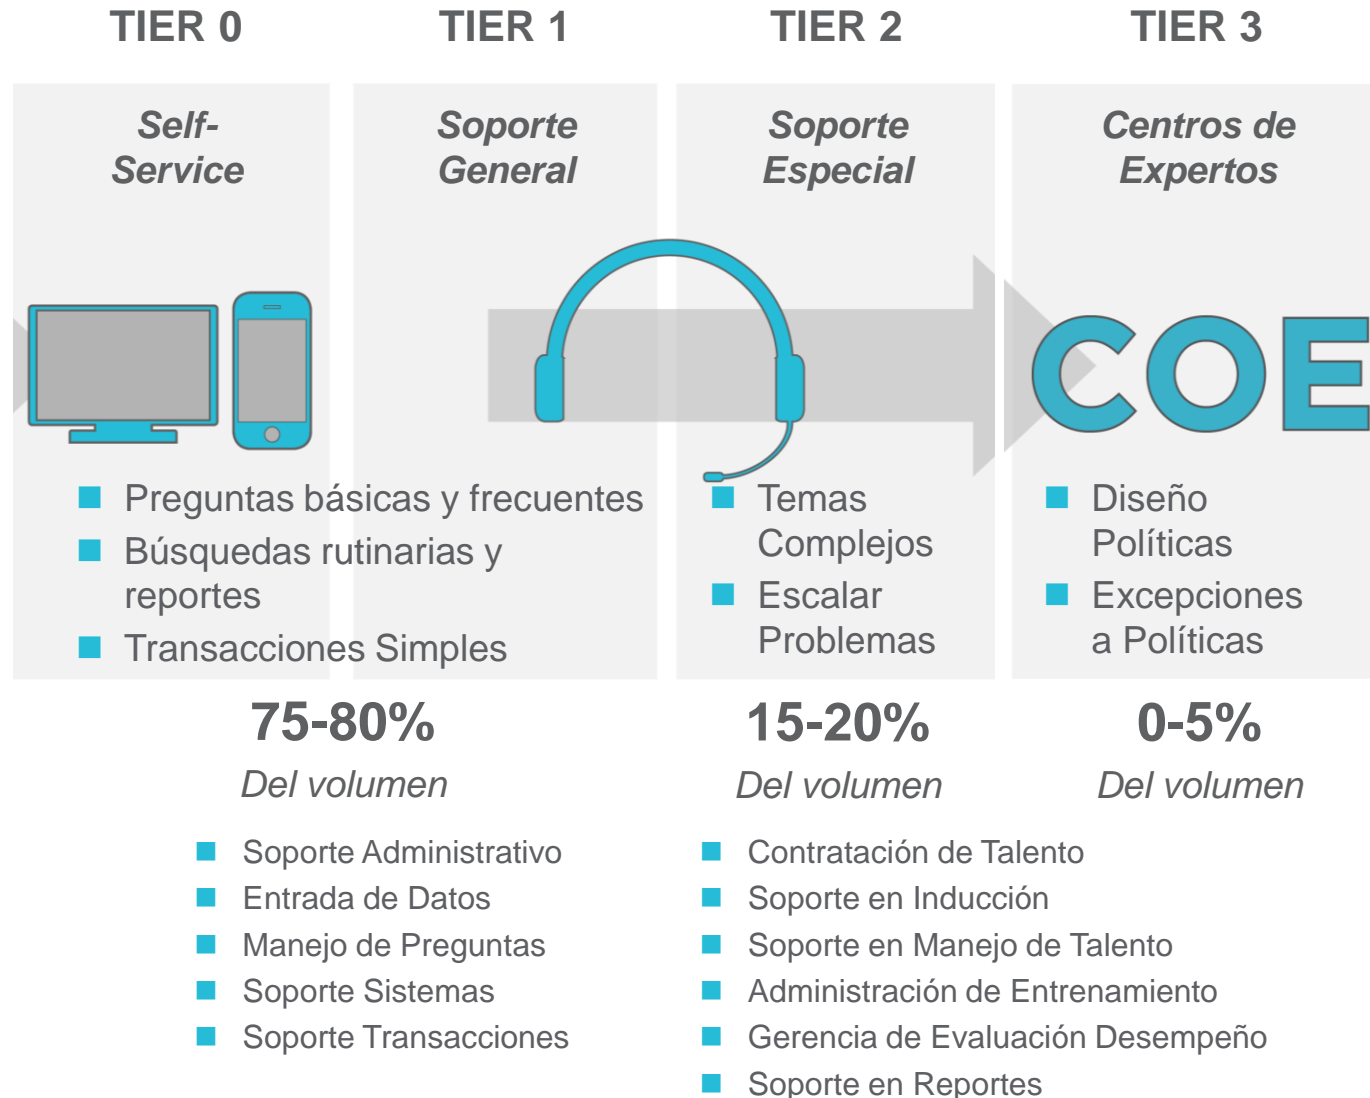 TIER 0
TIER 1
TIER 2
TIER 3
Self-
Service
Soporte
General
Soporte
Especial
Centros de
Expertos
COE
Preguntas básicas y frecuentes
Búsquedas rutinarias y
reportes
Transacciones Simples
Temas
Complejos
Escalar
Problemas
Diseño
Políticas
Excepciones
a Políticas
75-80%
Del volumen
15-20%
Del volumen
0-5%
Del volumen
Soporte Administrativo
Entrada de Datos
Manejo de Preguntas
Soporte Sistemas
Soporte Transacciones
Contratación de Talento
Soporte en Inducción
Soporte en Manejo de Talento
Administración de Entrenamiento
Gerencia de Evaluación Desempeño
Soporte en Reportes